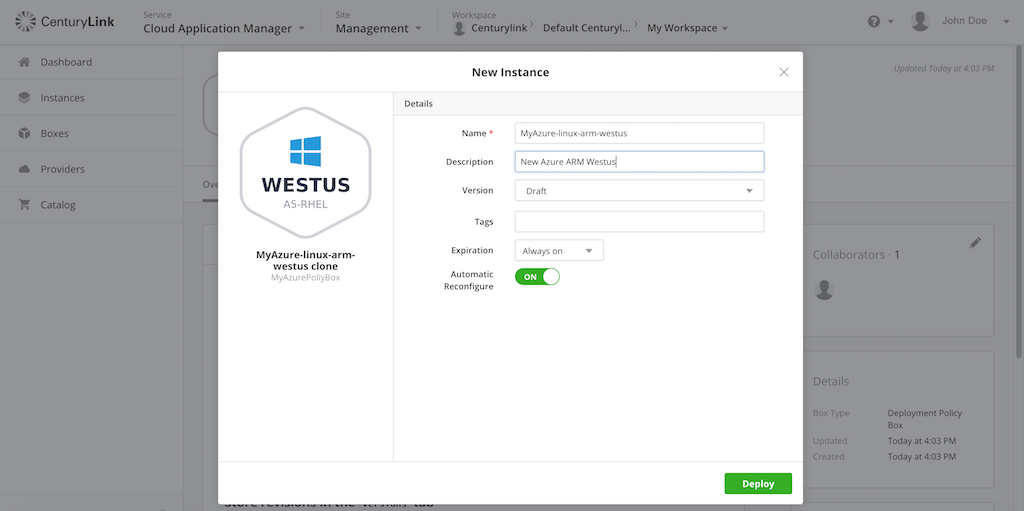 CenturyLink
Service
Cloud Application Manager
Site
Management
Workspace
Centurylink
Default Centuryl...
My Workspace
?
John Doe
Dashboard
Instances
Boxes
Providers
Catalog
Updated Today at 4:03 PM
Ove
New Instance
WESTUS
A5-RHEL
MyAzure-linux-arm-
westus clone
MyAzurePoliyBox
Details
Name *
MyAzure-linux-arm-westus
Description
New Azure ARM Westus
Version
Draft
Tags
Expiration
Always on
Automatic
Reconfigure
ON
Deploy
Collaborators · 1
Details
Box Type
Deployment Policy
Box
Updated
Today at 4:03 PM
Created
Today at 4:03 PM
Store revisions in the 'Versions' tab